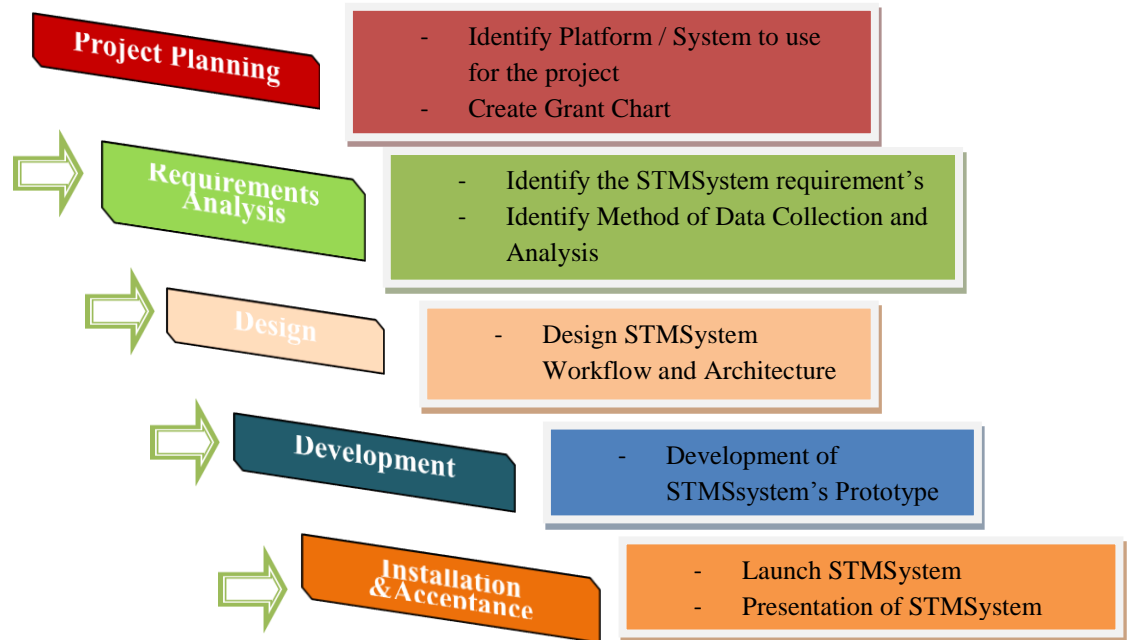 Project Planning
- Identify Platform / System to use
for the project
- Create Grant Chart
Requirements
Analysis
- Identify the STMSystem requirement’s
- Identify Method of Data Collection and
Analysis
Design
- Design STMSystem
Workflow and Architecture
Development
- Development of
STMSsystem’s Prototype
Installation
&Acceptance
- Launch STMSystem
- Presentation of STMSystem